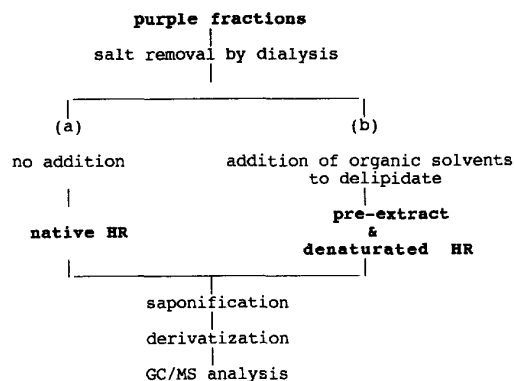 purple fractions
salt removal by dialysis
(a)
(b)
no addition
addition of organic solvents
to delipidate
native HR
pre-extract
&
denaturated HR
saponification
derivatization
GC/MS analysis